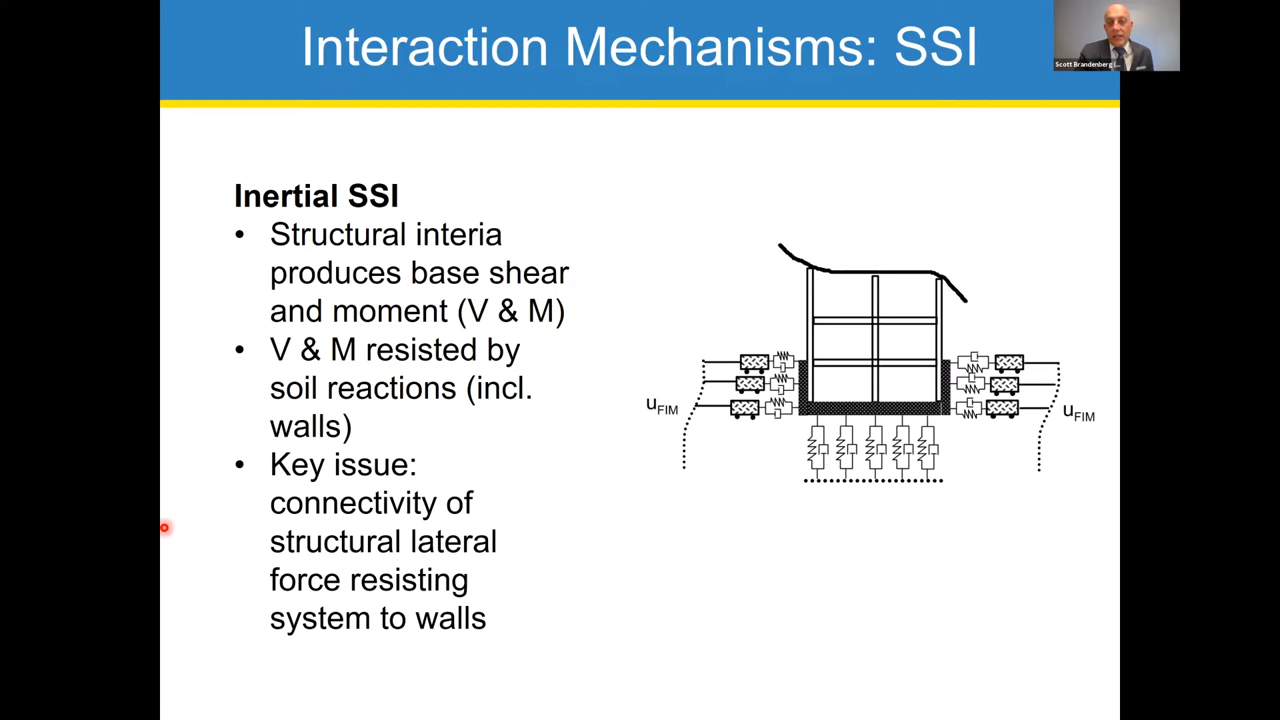 Interaction Mechanisms: SSI
Scott Brandenberg (...
Inertial SSI
• Structural interia
produces base shear
and moment (V & M)
• V & M resisted by
soil reactions (incl.
walls)
• Key issue:
connectivity of
structural lateral
force resisting
system to walls
uFIM
uFIM